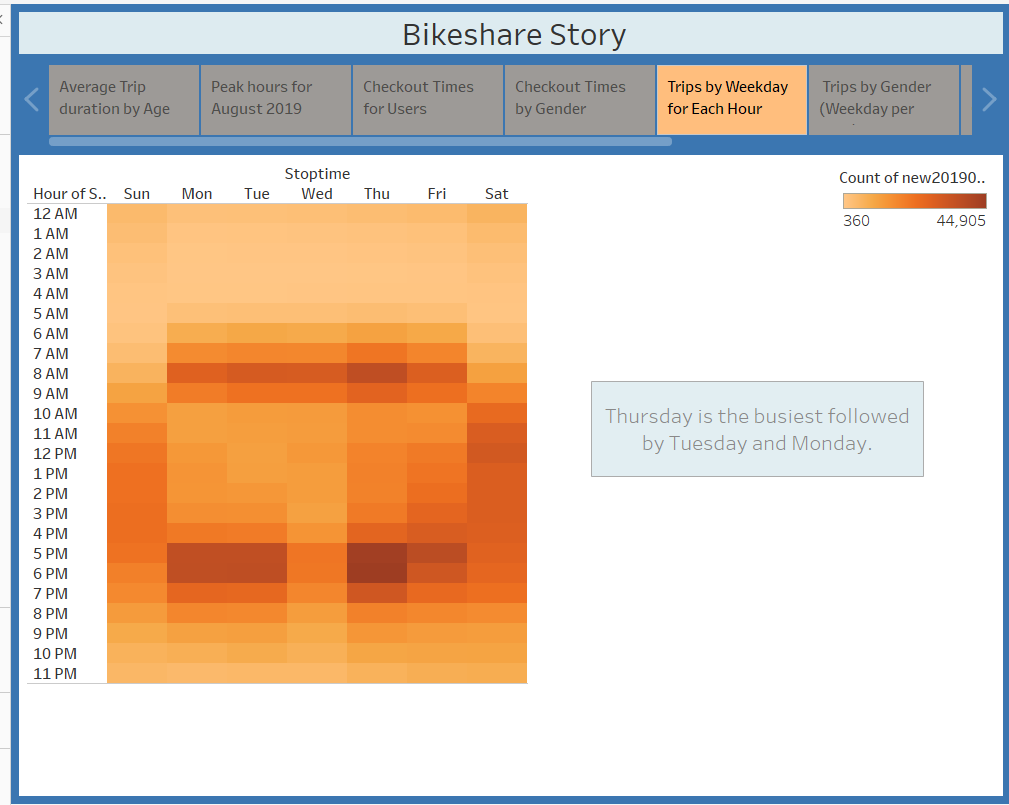 Bikeshare Story
Average Trip
duration by Age
Peak hours for
August 2019
Checkout Times
for Users
Checkout Times
by Gender
Trips by Weekday
for Each Hour
Trips by Gender
(Weekday per
Stoptime
Hour of S.. Sun Mon Tue Wed Thu Fri Sat
12 AM
1 AM
2 AM
3 AM
4 AM
5 AM
6 AM
7 AM
8 AM
9 AM
10 AM
11 AM
12 PM
1 PM
2 PM
3 PM
4 PM
5 PM
6 PM
7 PM
8 PM
9 PM
10 PM
11 PM
Count of new20190..
360 44,905
Thursday is the busiest followed
by Tuesday and Monday.